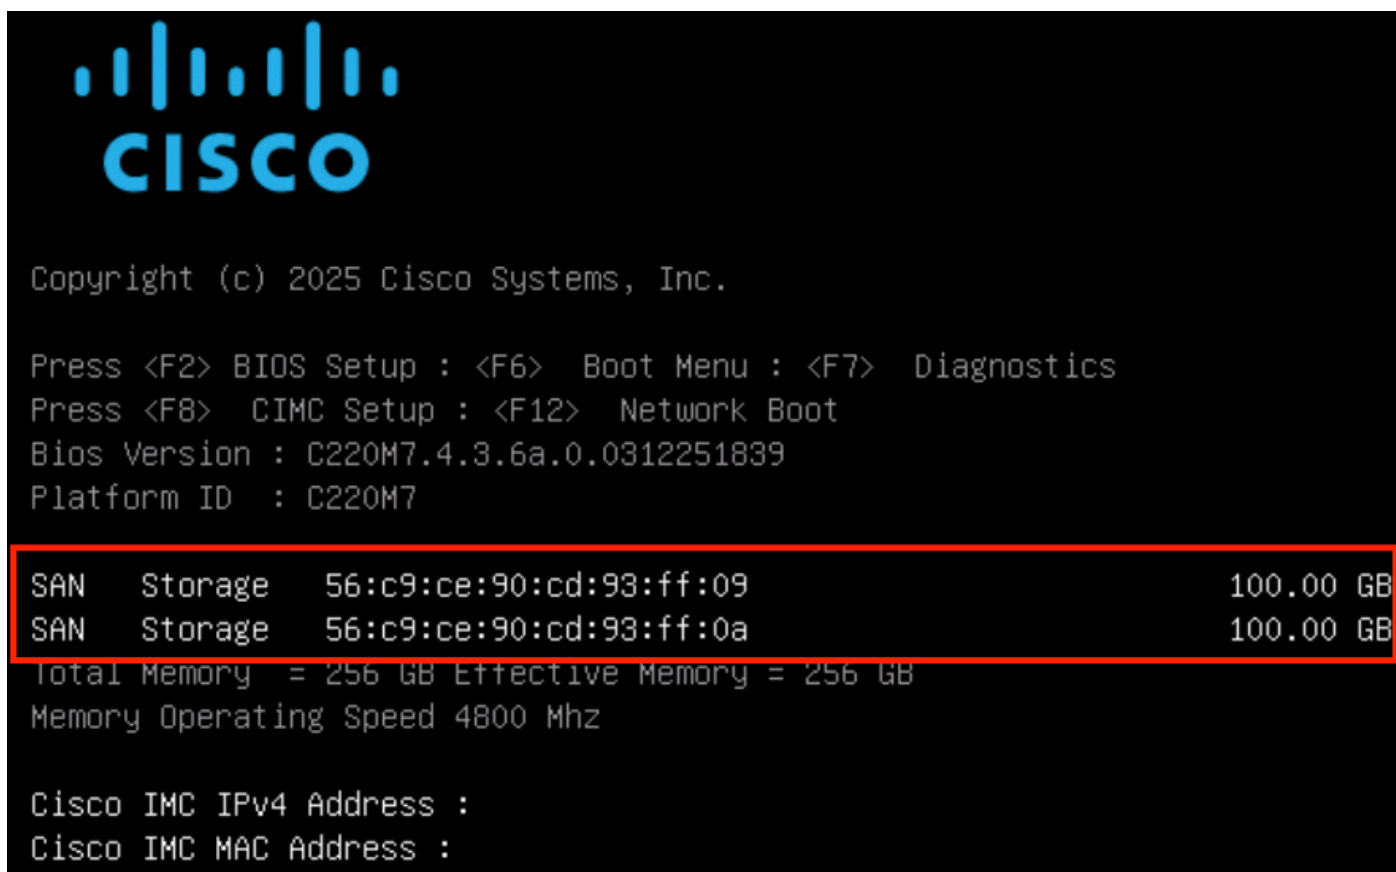 CISCO
Copyright (c) 2025 Cisco Systems, Inc.
Press <F2> BIOS Setup : <F6>  Boot Menu : <F7>  Diagnostics
Press <F8>  CIMC Setup : <F12>  Network Boot
Bios Version : C220M7.4.3.6a.0.0312251839
Platform ID  : C220M7
SAN   Storage   56:c9:ce:90:cd:93:ff:09   100.00 GB
SAN   Storage   56:c9:ce:90:cd:93:ff:0a   100.00 GB
Total Memory  = 256 GB Effective Memory = 256 GB
Memory Operating Speed 4800 Mhz
Cisco IMC IPv4 Address :
Cisco IMC MAC Address :